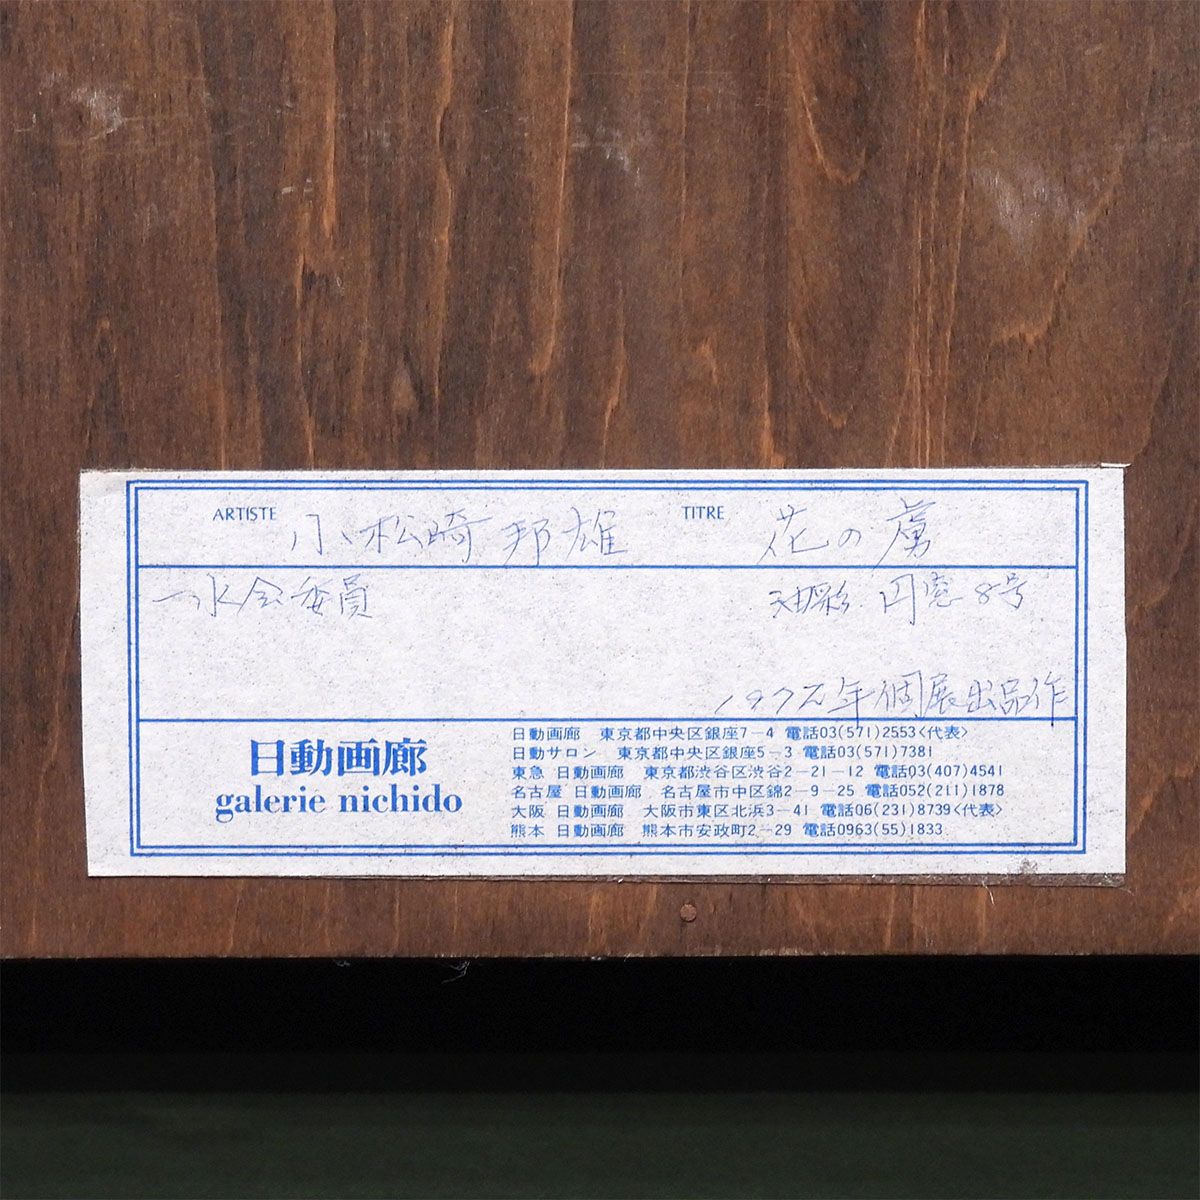 ARTISTE 小松崎邦雄 TITRE 花の虜
一水会委員 油彩 円窓8号
個展出品作
日動画廊
galerie nichido
日動画廊 東京都中央区銀座7-4 電話03(571)2553<代表>
日動サロン 東京都中央区銀座5-3 電話03(571)7381
東急 日動画廊 東京都渋谷区渋谷2-21-12 電話03(407)4541
名古屋 日動画廊 名古屋市中区錦2-9-25 電話052(211)1878
大阪 日動画廊 大阪市東区北浜3-41 電話06(231)8739<代表>
熊本 日動画廊 熊本市安政町2-29 電話0963(55)1833